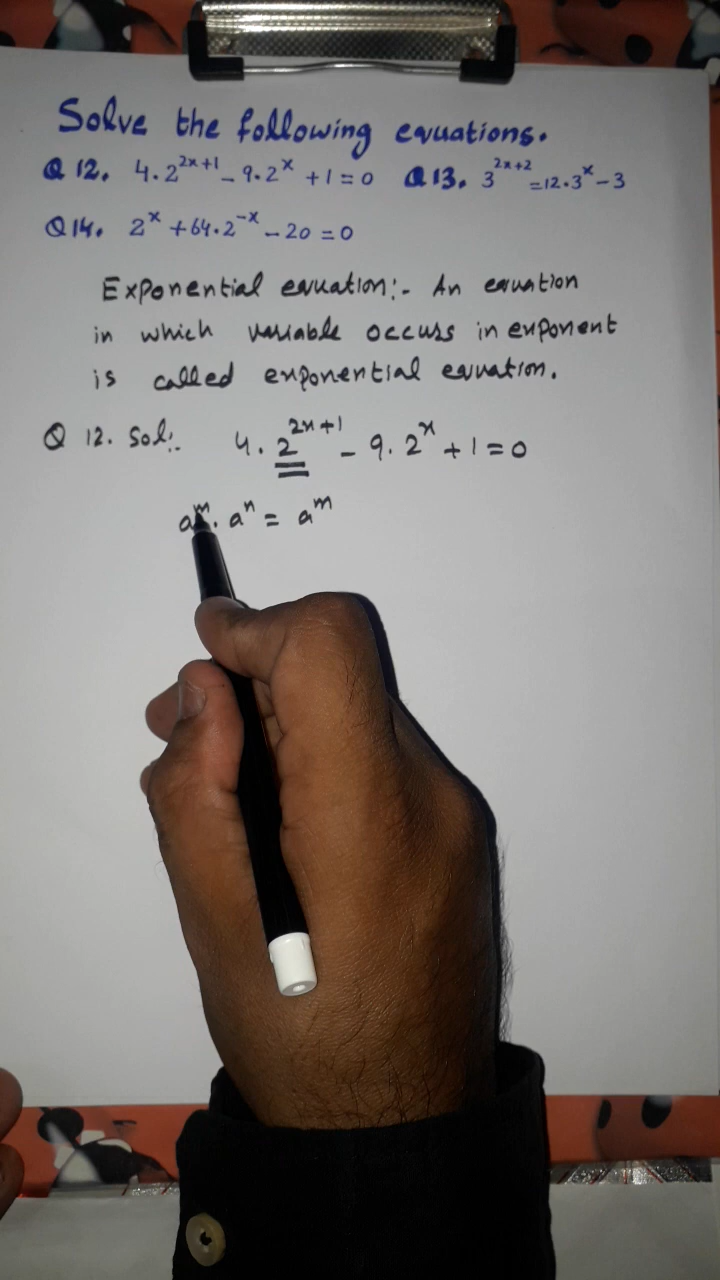 Solve the following equations.
Q 12. 4.2^{2x+1} - 9.2^x + 1 = 0 Q 13. 3^{2x+2} = 12.3^x - 3
Q 14. 2^x + 64.2^{-x} - 20 = 0
Exponential equation:- An equation
in which variable occurs in exponent
is called exponential equation.
Q 12. Sol:- 4.2^{2x+1} - 9.2^x + 1 = 0
a^m . a^n = a^m